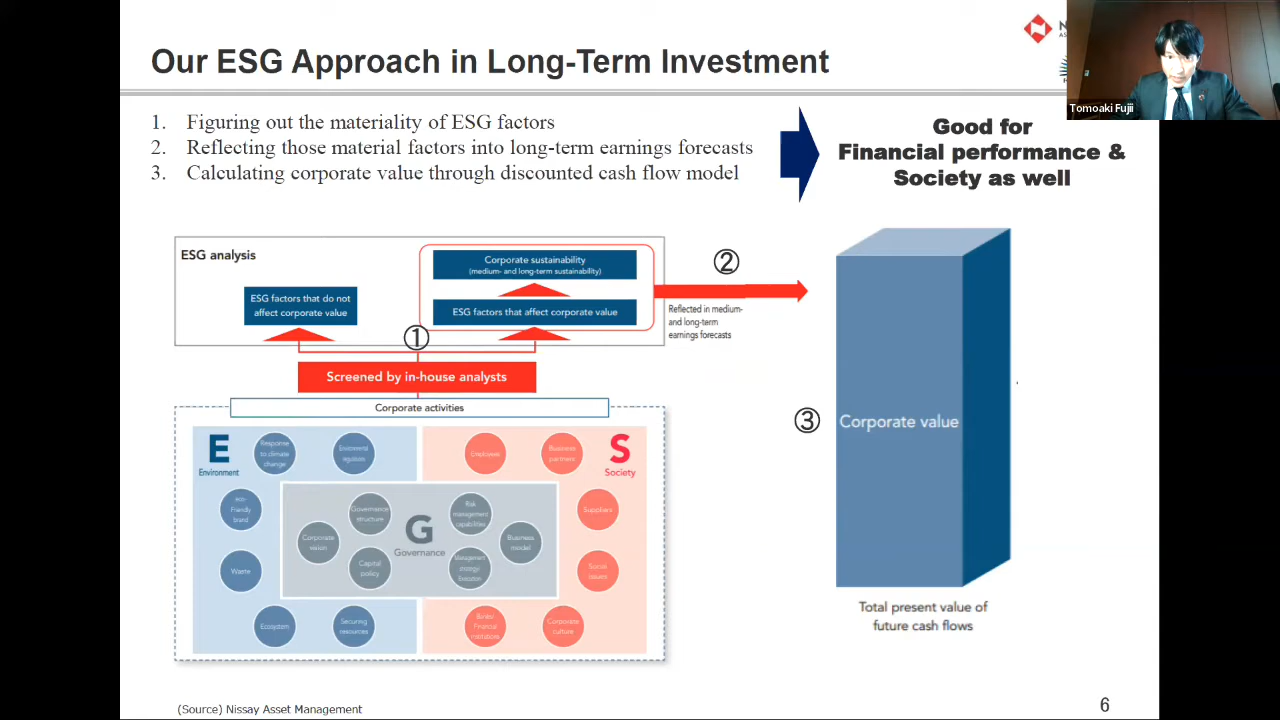 Our ESG Approach in Long-Term Investment
Tomoaki Fujii
1. Figuring out the materiality of ESG factors
2. Reflecting those material factors into long-term earnings forecasts
3. Calculating corporate value through discounted cash flow model
Good for
Financial performance &
Society as well
ESG analysis
Corporate sustainability
(medium- and long-term sustainability)
ESG factors that do not
affect corporate value
ESG factors that affect corporate value
①
②
Reflected in medium-
and long-term
earnings forecasts
Screened by in-house analysts
Corporate activities
E
Environment
Response
to climate
change
eco-
Friendly
brand
Waste
Ecosystem
Securing
resources
S
Society
Employees
Business
partners
Suppliers
Social
issues
Corporate
culture
G
Governance
Governance
structure
Corporate
vision
Capital
policy
Risk
management
capabilities
Business
model
Management
strategy/
③
Corporate value
Total present value of
future cash flows
(Source) Nissay Asset Management
6